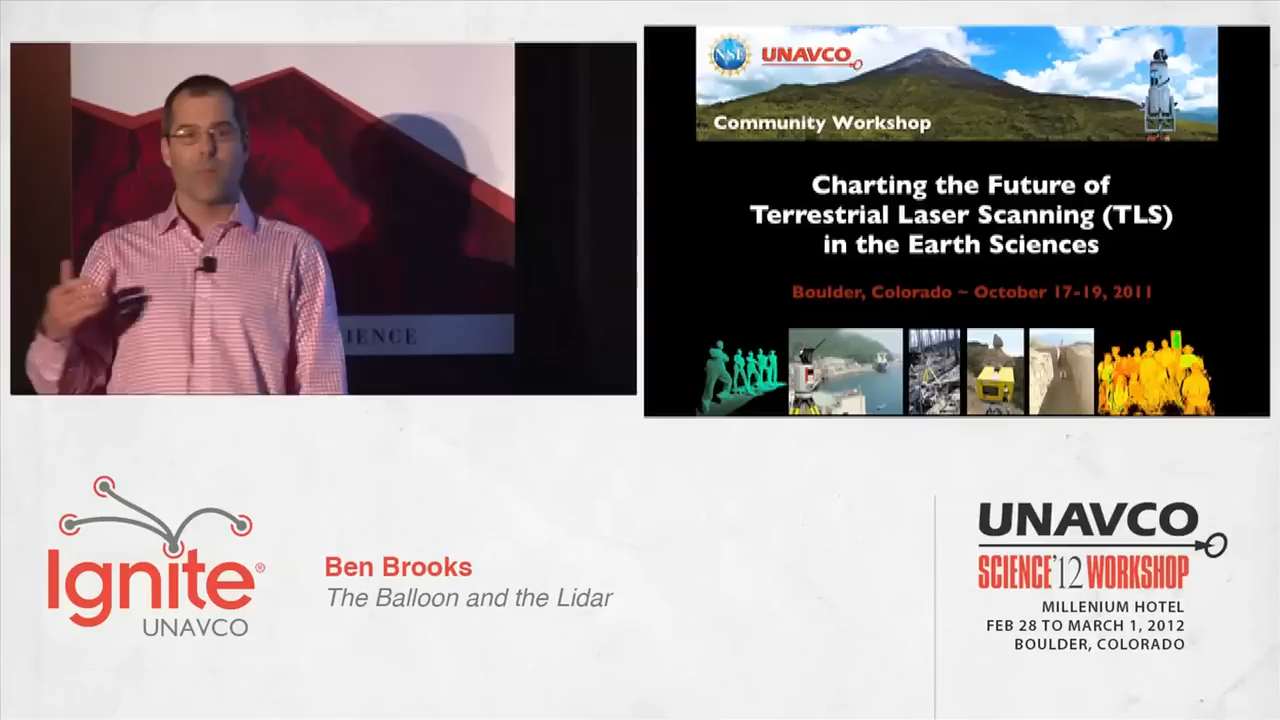 IENCE
NSF
UNAVCO
Community Workshop
Charting the Future of
Terrestrial Laser Scanning (TLS)
in the Earth Sciences
Boulder, Colorado ~ October 17-19, 2011
Ignite®
UNAVCO
Ben Brooks
The Balloon and the Lidar
UNAVCO
SCIENCE'12 WORKSHOP
MILLENIUM HOTEL
FEB 28 TO MARCH 1, 2012
BOULDER, COLORADO